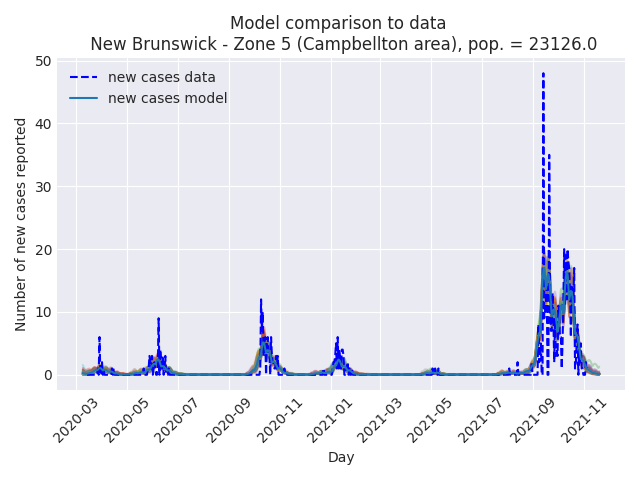 Model comparison to data
New Brunswick - Zone 5 (Campbellton area), pop. = 23126.0
new cases data
new cases model
Number of new cases reported
50
40
30
20
10
0
2020-03
2020-05
2020-07
2020-09
2020-11
2021-01
2021-03
2021-05
2021-07
2021-09
2021-11
Day